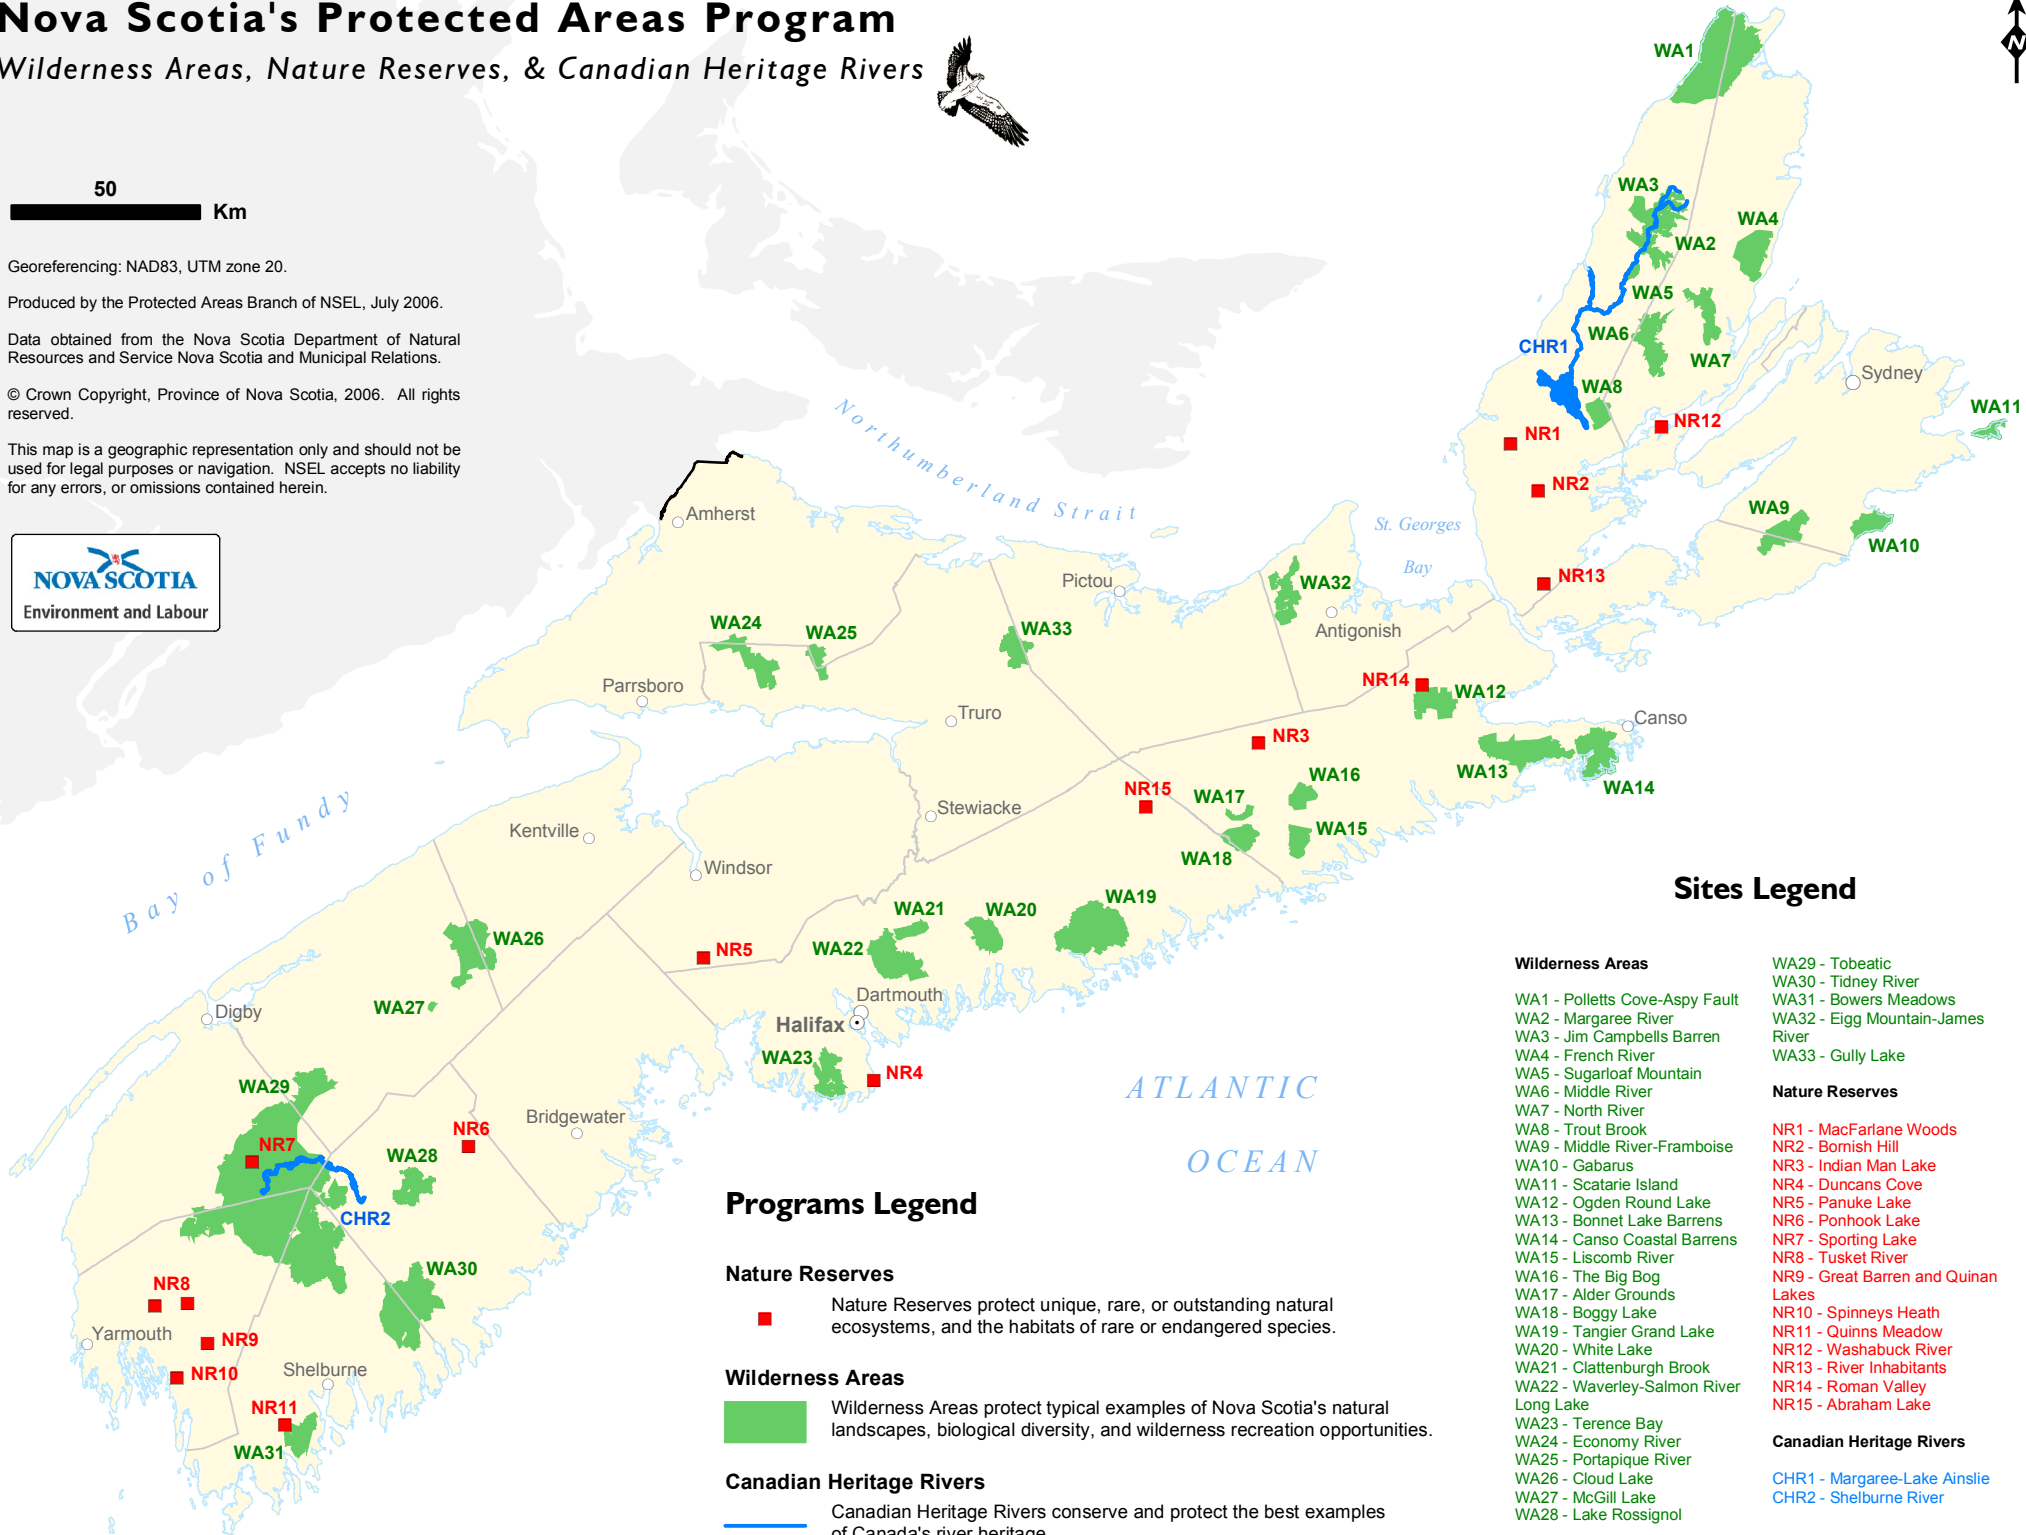 Nova Scotia's Protected Areas Program
Wilderness Areas, Nature Reserves, & Canadian Heritage Rivers
N
50
Km
Georeferencing: NAD83, UTM zone 20.
Produced by the Protected Areas Branch of NSEL, July 2006.
Data obtained from the Nova Scotia Department of Natural
Resources and Service Nova Scotia and Municipal Relations.
© Crown Copyright, Province of Nova Scotia, 2006. All rights
reserved.
This map is a geographic representation only and should not be
used for legal purposes or navigation. NSEL accepts no liability
for any errors, or omissions contained herein.
NOVA SCOTIA
Environment and Labour
WA1
WA3
WA4
WA2
WA5
WA6
CHR1
WA7
WA8
Sydney
WA11
NR12
NR1
NR2
WA9
WA10
NR13
Northumberland Strait
St. Georges
Bay
Amherst
Pictou
WA32
Antigonish
WA24
WA25
WA33
Parrsboro
Truro
NR14
WA12
Canso
NR3
WA13
WA14
WA16
NR15
WA17
WA15
WA18
Stewiacke
Kentville
Windsor
Bay of Fundy
WA19
WA20
WA21
WA22
WA26
NR5
WA27
Dartmouth
Halifax
Digby
WA23
NR4
ATLANTIC
OCEAN
WA29
Bridgewater
NR6
NR7
WA28
CHR2
WA30
NR8
Yarmouth
NR9
NR10
Shelburne
NR11
WA31
Programs Legend
Nature Reserves
Nature Reserves protect unique, rare, or outstanding natural
ecosystems, and the habitats of rare or endangered species.
Wilderness Areas
Wilderness Areas protect typical examples of Nova Scotia's natural
landscapes, biological diversity, and wilderness recreation opportunities.
Canadian Heritage Rivers
Canadian Heritage Rivers conserve and protect the best examples
of Canada's river heritage
Sites Legend
Wilderness Areas
WA1 - Polletts Cove-Aspy Fault
WA2 - Margaree River
WA3 - Jim Campbells Barren
WA4 - French River
WA5 - Sugarloaf Mountain
WA6 - Middle River
WA7 - North River
WA8 - Trout Brook
WA9 - Middle River-Framboise
WA10 - Gabarus
WA11 - Scatarie Island
WA12 - Ogden Round Lake
WA13 - Bonnet Lake Barrens
WA14 - Canso Coastal Barrens
WA15 - Liscomb River
WA16 - The Big Bog
WA17 - Alder Grounds
WA18 - Boggy Lake
WA19 - Tangier Grand Lake
WA20 - White Lake
WA21 - Clattenburgh Brook
WA22 - Waverley-Salmon River
Long Lake
WA23 - Terence Bay
WA24 - Economy River
WA25 - Portapique River
WA26 - Cloud Lake
WA27 - McGill Lake
WA28 - Lake Rossignol
WA29 - Tobeatic
WA30 - Tidney River
WA31 - Bowers Meadows
WA32 - Eigg Mountain-James
River
WA33 - Gully Lake
Nature Reserves
NR1 - MacFarlane Woods
NR2 - Bornish Hill
NR3 - Indian Man Lake
NR4 - Duncans Cove
NR5 - Panuke Lake
NR6 - Ponhook Lake
NR7 - Sporting Lake
NR8 - Tusket River
NR9 - Great Barren and Quinan
Lakes
NR10 - Spinneys Heath
NR11 - Quinns Meadow
NR12 - Washabuck River
NR13 - River Inhabitants
NR14 - Roman Valley
NR15 - Abraham Lake
Canadian Heritage Rivers
CHR1 - Margaree-Lake Ainslie
CHR2 - Shelburne River